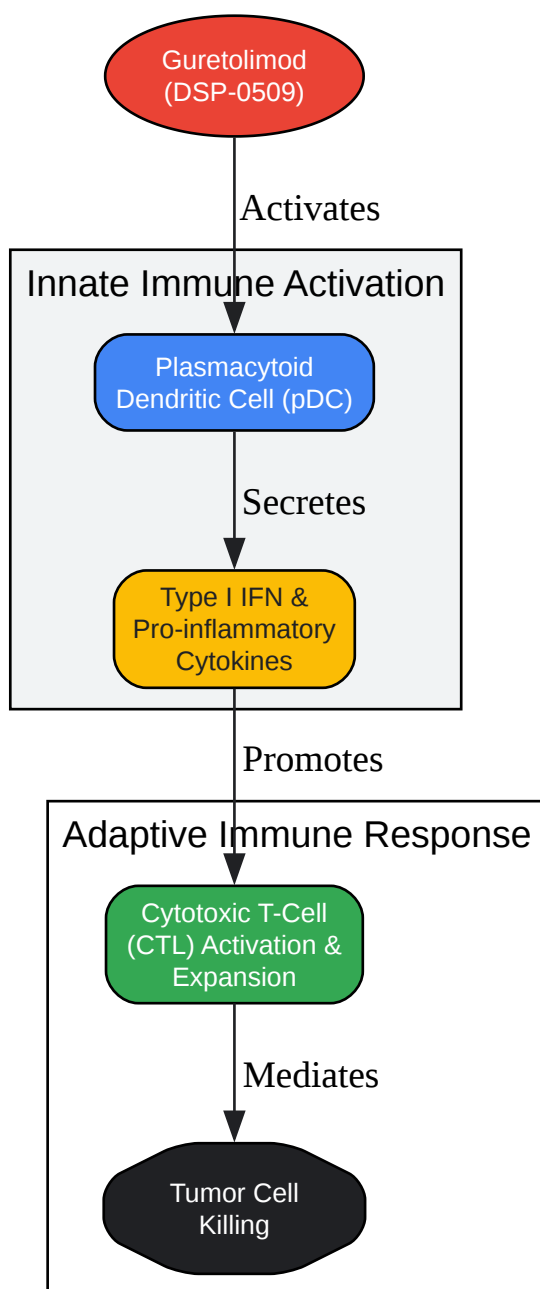 Guretolimod
(DSP-0509)
Activates
Innate Immune Activation
Plasmacytoid
Dendritic Cell (pDC)
Secretes
Type I IFN &
Pro-inflammatory
Cytokines
Promotes
Adaptive Immune Response
Cytotoxic T-Cell
(CTL) Activation &
Expansion
Mediates
Tumor Cell
Killing